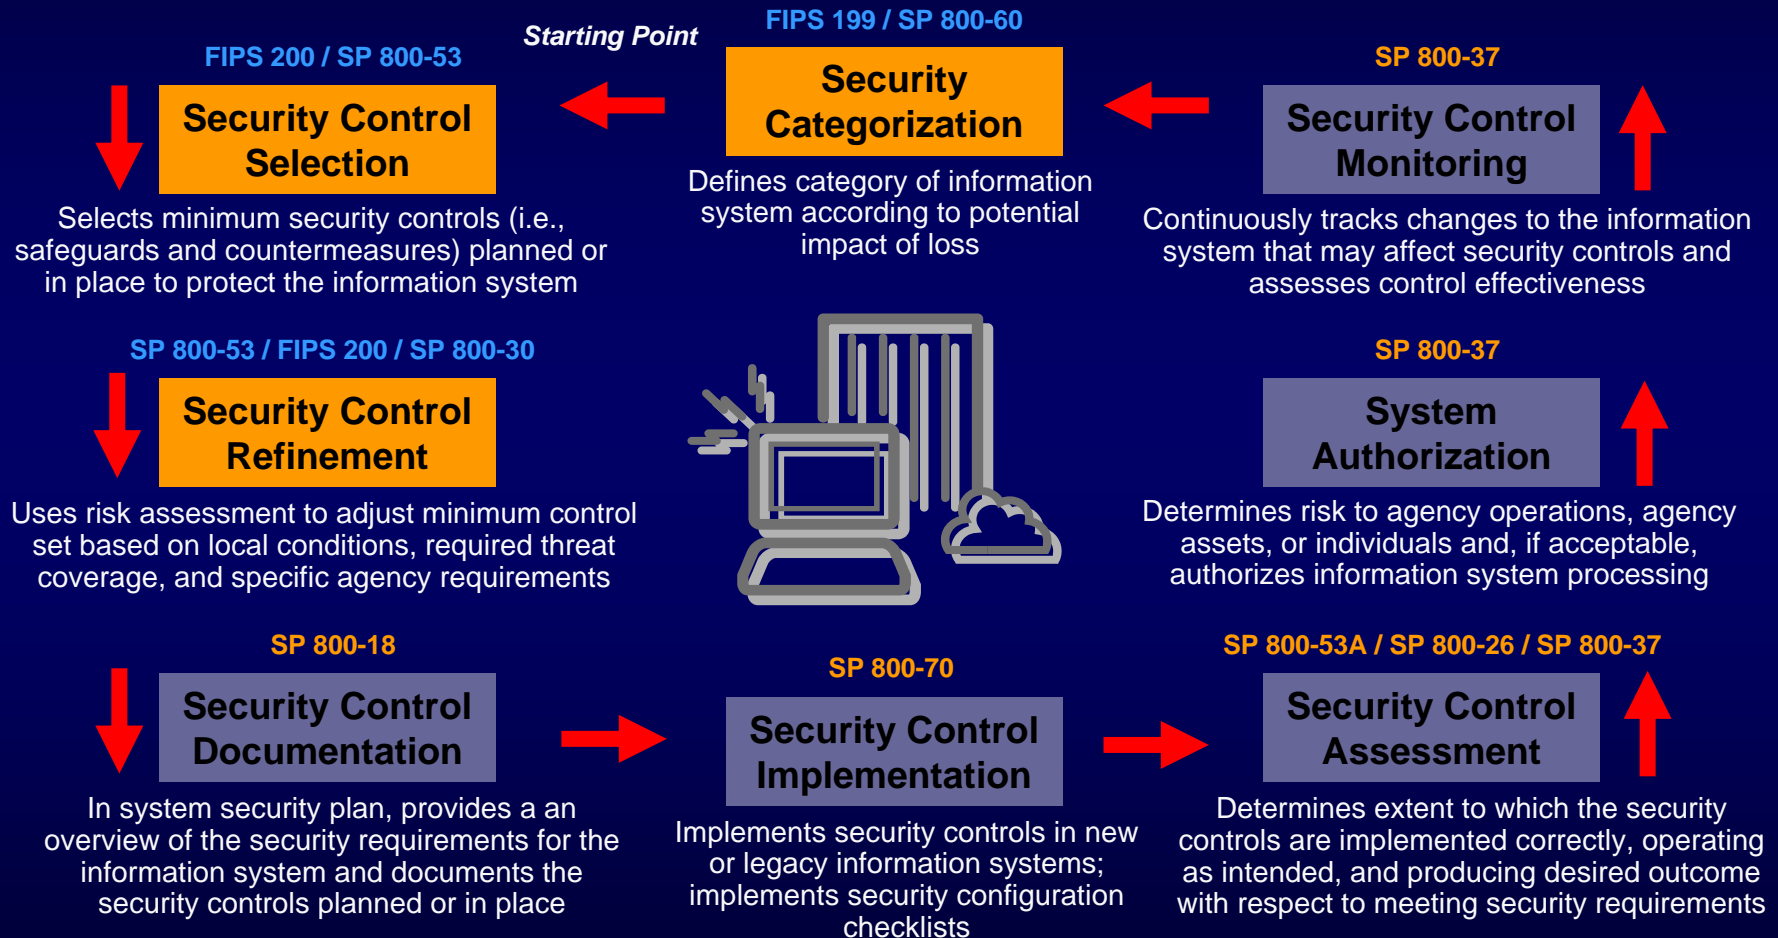 Starting Point
FIPS 199 / SP 800-60
Security
Categorization
Defines category of information
system according to potential
impact of loss
FIPS 200 / SP 800-53
Security Control
Selection
Selects minimum security controls (i.e.,
safeguards and countermeasures) planned or
in place to protect the information system
SP 800-53 / FIPS 200 / SP 800-30
Security Control
Refinement
Uses risk assessment to adjust minimum control
set based on local conditions, required threat
coverage, and specific agency requirements
SP 800-18
Security Control
Documentation
In system security plan, provides a an
overview of the security requirements for the
information system and documents the
security controls planned or in place
SP 800-70
Security Control
Implementation
Implements security controls in new
or legacy information systems;
implements security configuration
checklists
SP 800-53A / SP 800-26 / SP 800-37
Security Control
Assessment
Determines extent to which the security
controls are implemented correctly, operating
as intended, and producing desired outcome
with respect to meeting security requirements
SP 800-37
System
Authorization
Determines risk to agency operations, agency
assets, or individuals and, if acceptable,
authorizes information system processing
SP 800-37
Security Control
Monitoring
Continuously tracks changes to the information
system that may affect security controls and
assesses control effectiveness